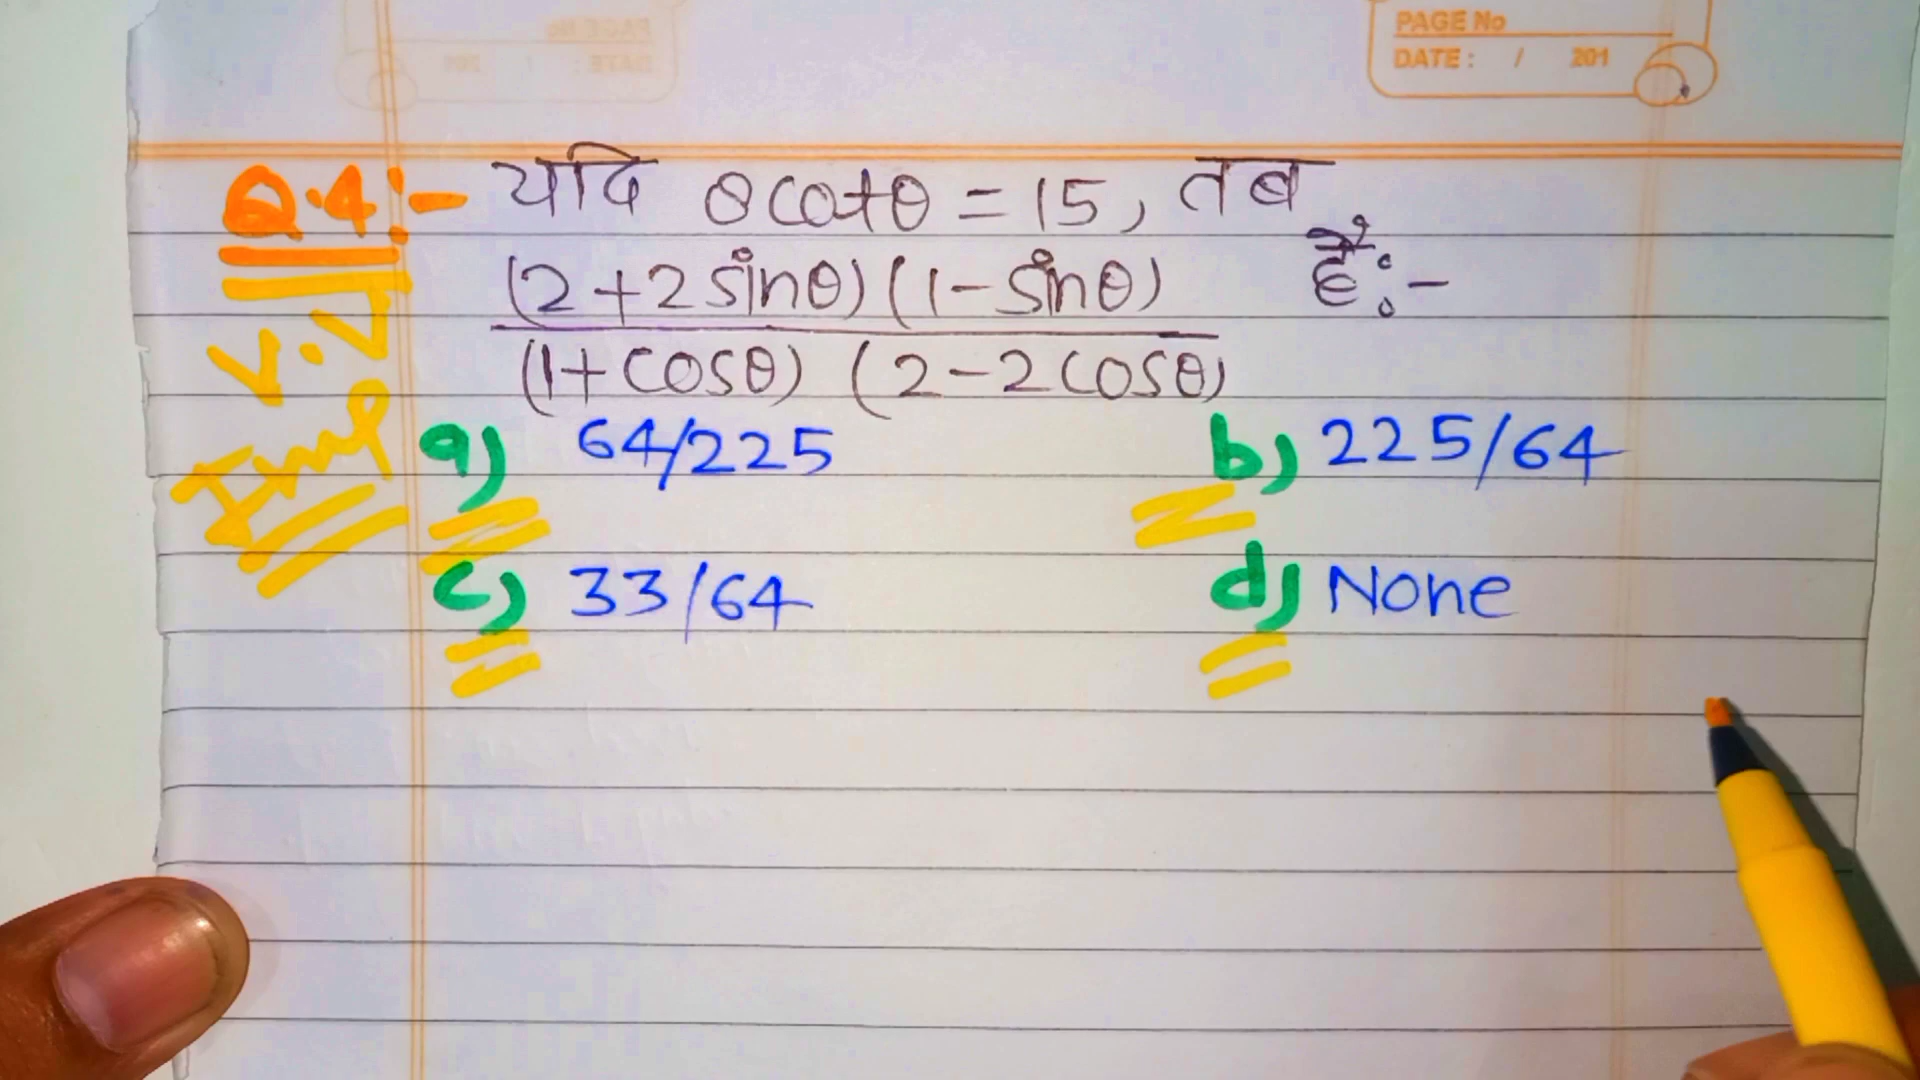 PAGE No
DATE: / 201
Q.4:- यदि θcotθ = 15, तब
(2+2sinθ)(1-sinθ) है:-
(1+cosθ) (2-2cosθ)
V.V
Imp
a) 64/225 b) 225/64
c) 33/64 d) None